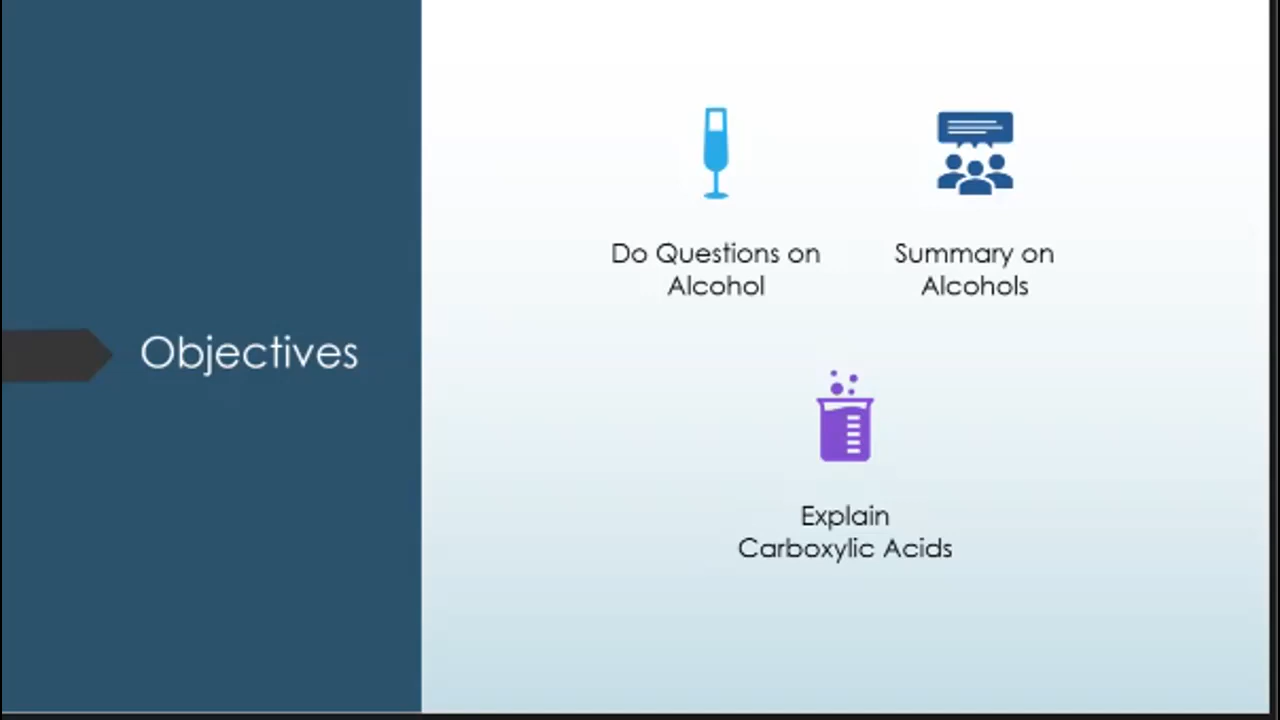 Objectives
Do Questions on
Alcohol
Summary on
Alcohols
Explain
Carboxylic Acids